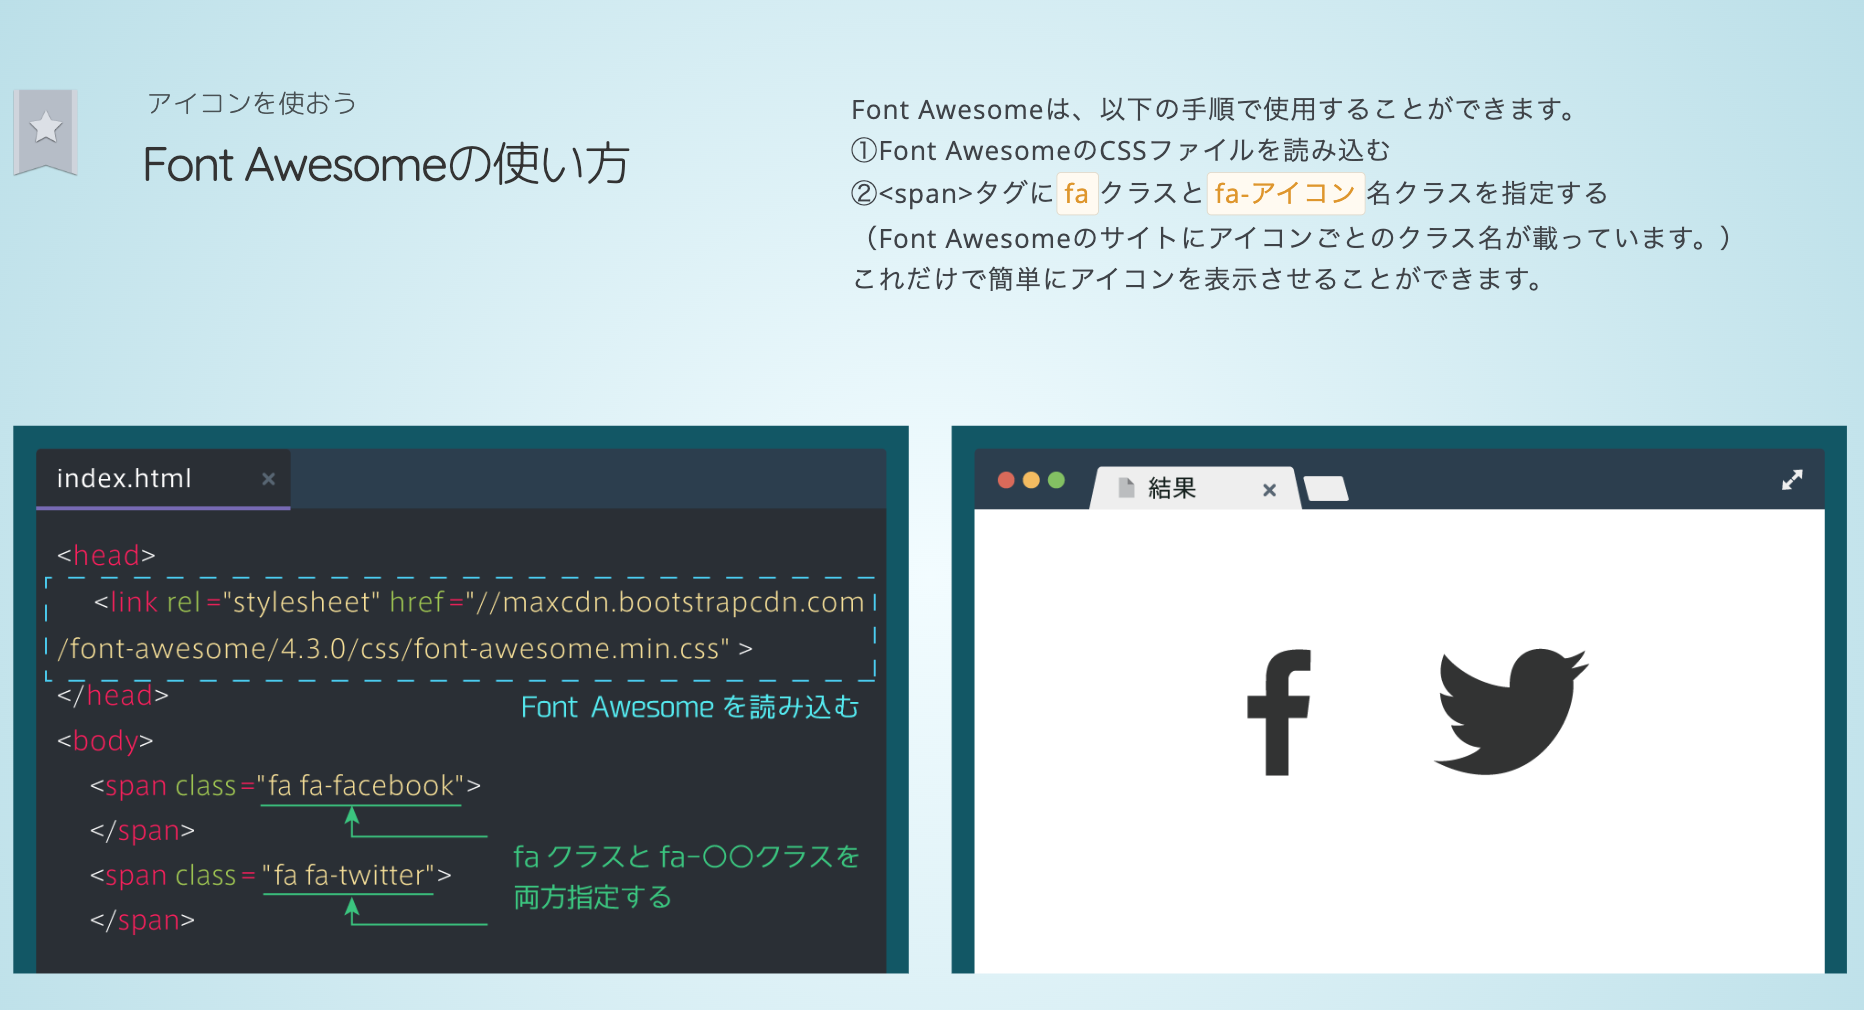 アイコンを使おう
Font Awesomeの使い方
Font Awesomeは、以下の手順で使用することができます。
①Font AwesomeのCSSファイルを読み込む
②<span>タグに fa クラスと fa-アイコン 名クラスを指定する
（Font Awesomeのサイトにアイコンごとのクラス名が載っています。）
これだけで簡単にアイコンを表示させることができます。
index.html ×
<head>
<link rel="stylesheet" href="//maxcdn.bootstrapcdn.com
/font-awesome/4.3.0/css/font-awesome.min.css" >
</head>
Font Awesome を読み込む
<body>
<span class="fa fa-facebook">
</span>
<span class="fa fa-twitter">
</span>
fa クラスと fa-〇〇クラスを
両方指定する
結果 ×